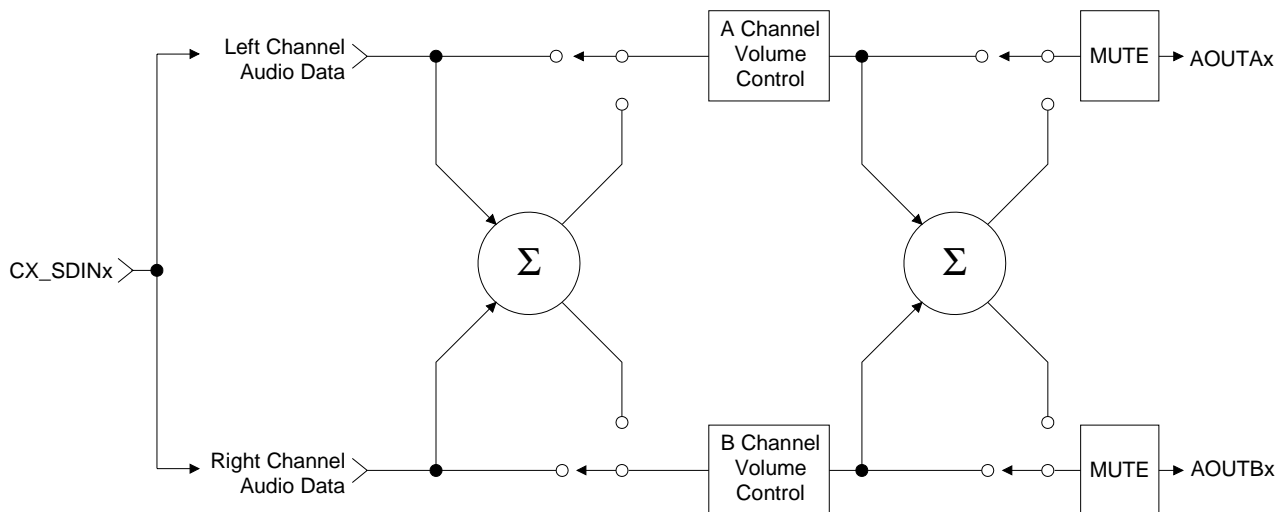 Left Channel
Audio Data
A Channel
Volume
Control
MUTE
AOUTAx
CX_SDINx
Σ
Σ
Right Channel
Audio Data
B Channel
Volume
Control
MUTE
AOUTBx